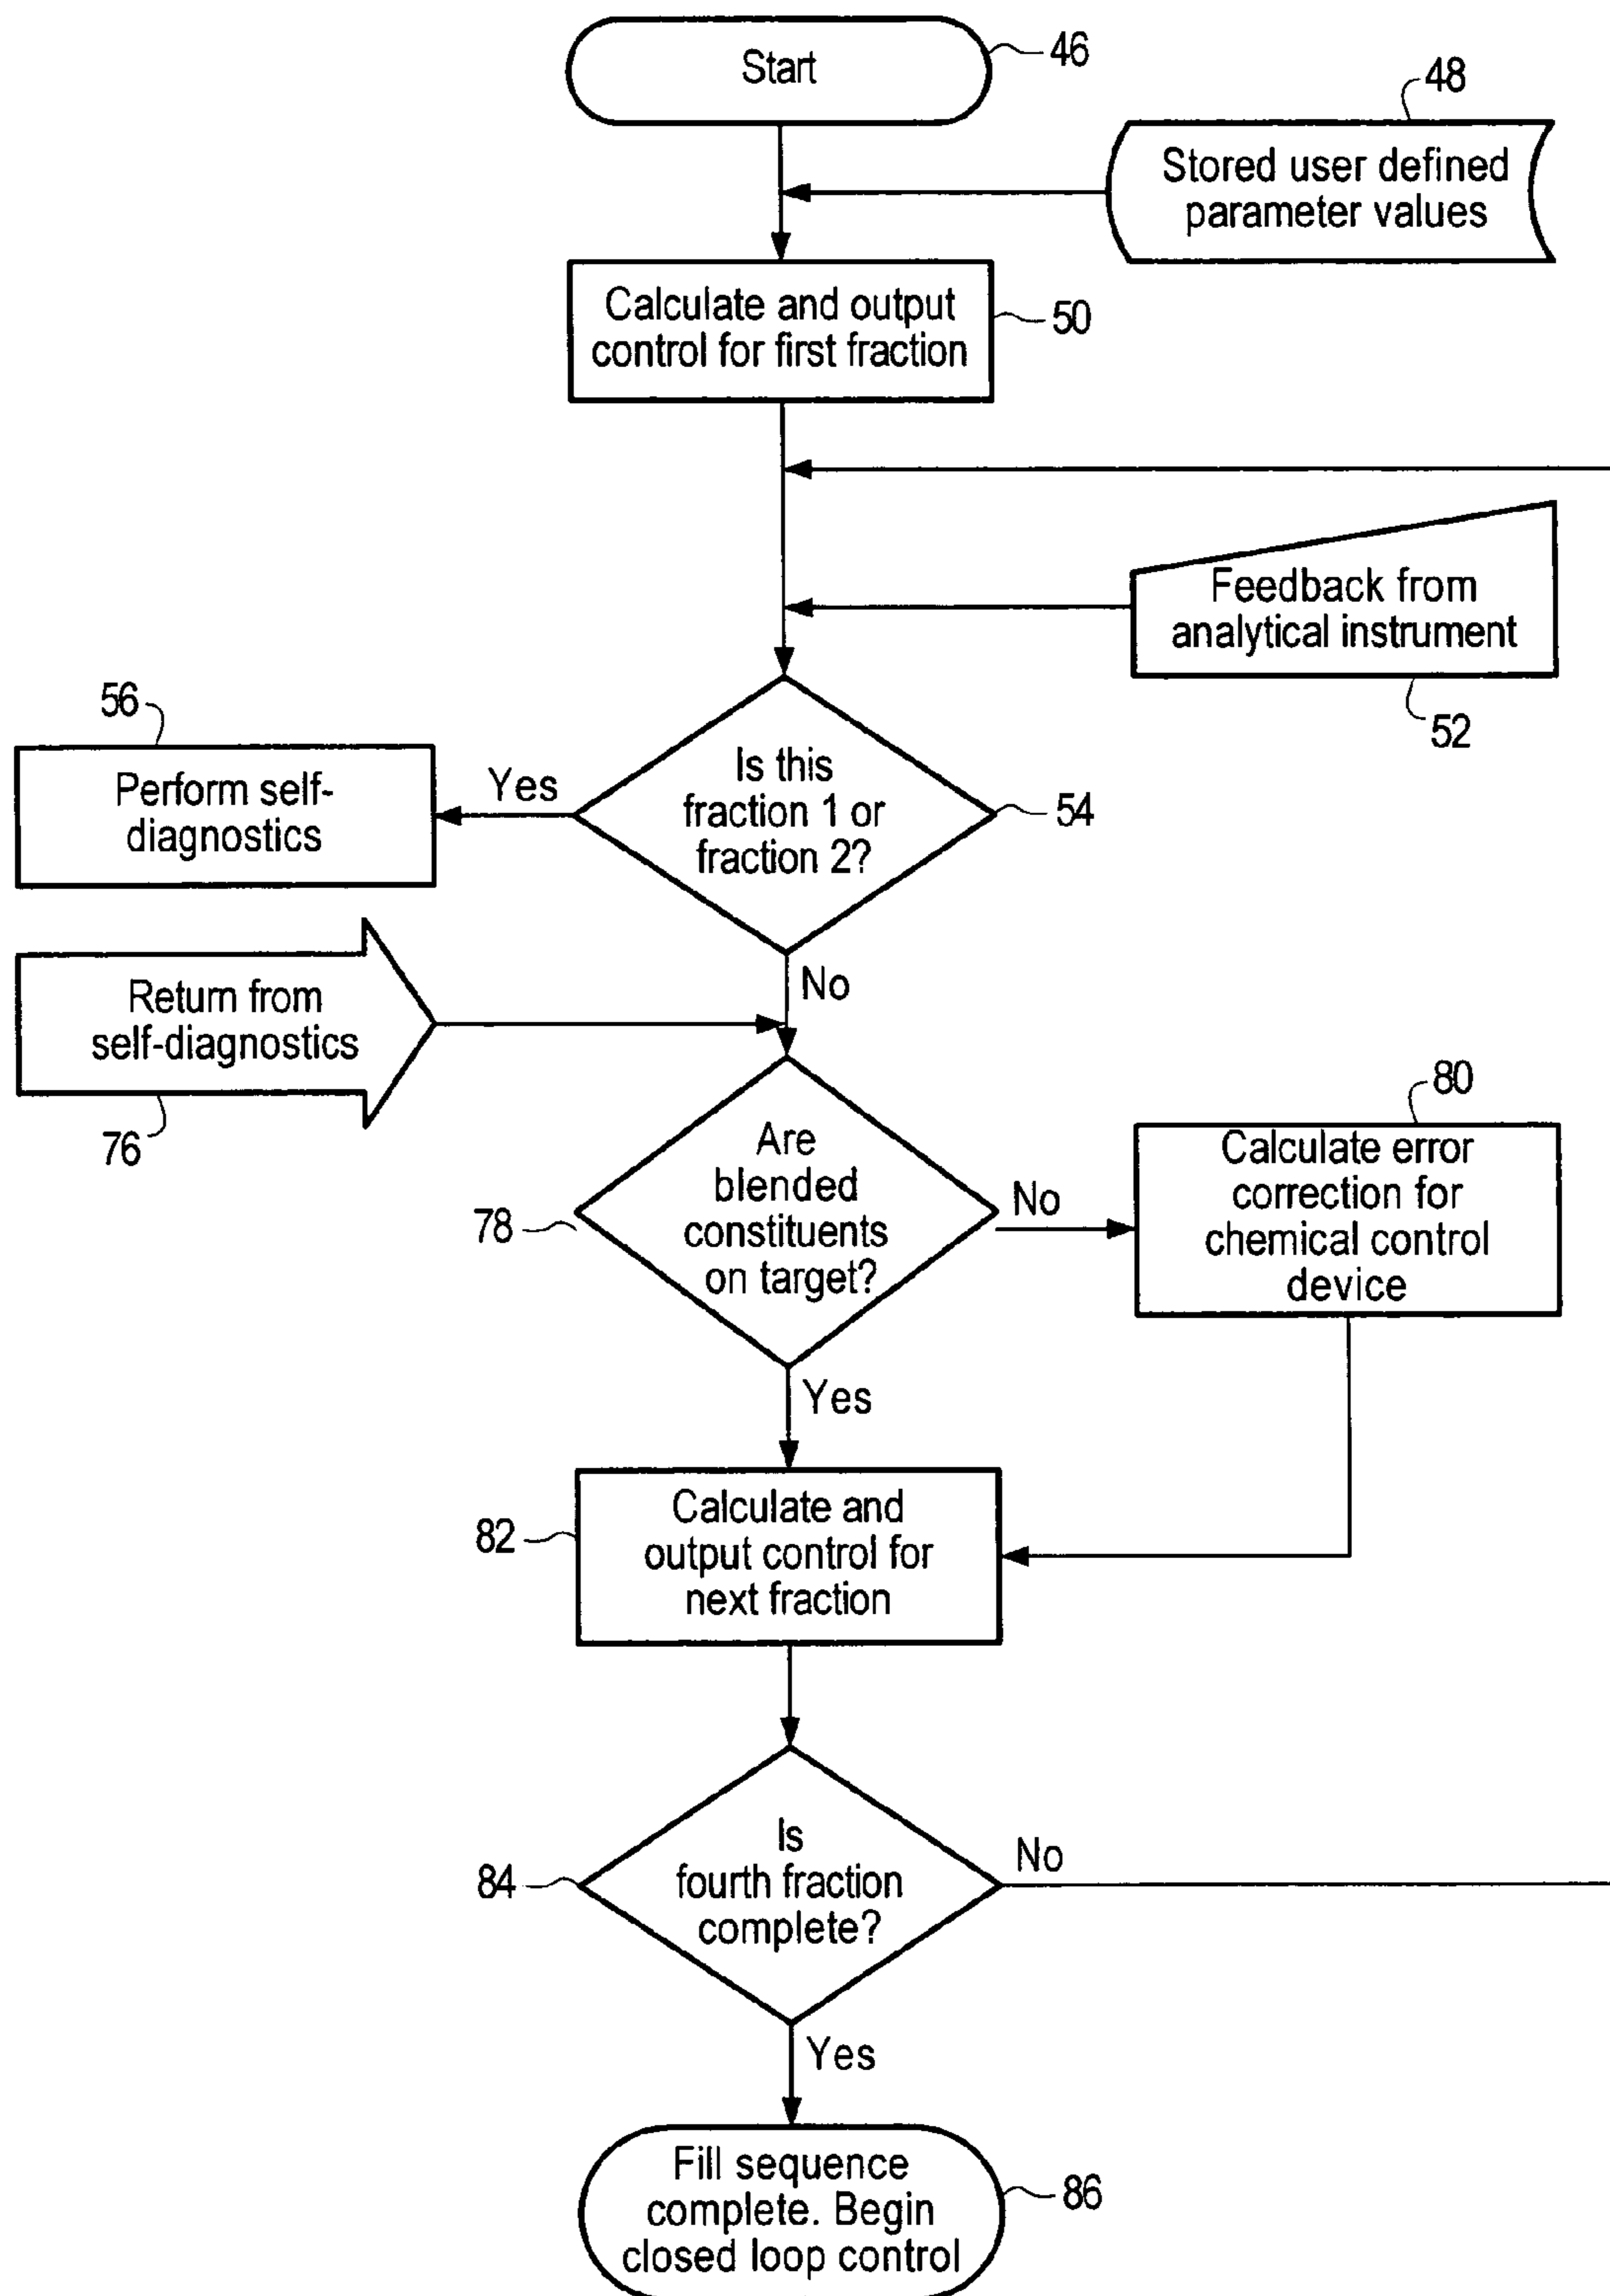 Start
46
48
Stored user defined
parameter values
Calculate and output
control for first fraction
50
Feedback from
analytical instrument
52
56
Perform self-
diagnostics
Yes
Is this
fraction 1 or
fraction 2?
54
No
Return from
self-diagnostics
76
78
Are
blended
constituents
on target?
No
80
Calculate error
correction for
chemical control
device
Yes
82
Calculate and
output control for
next fraction
84
Is
fourth fraction
complete?
No
Yes
Fill sequence
complete. Begin
closed loop control
86